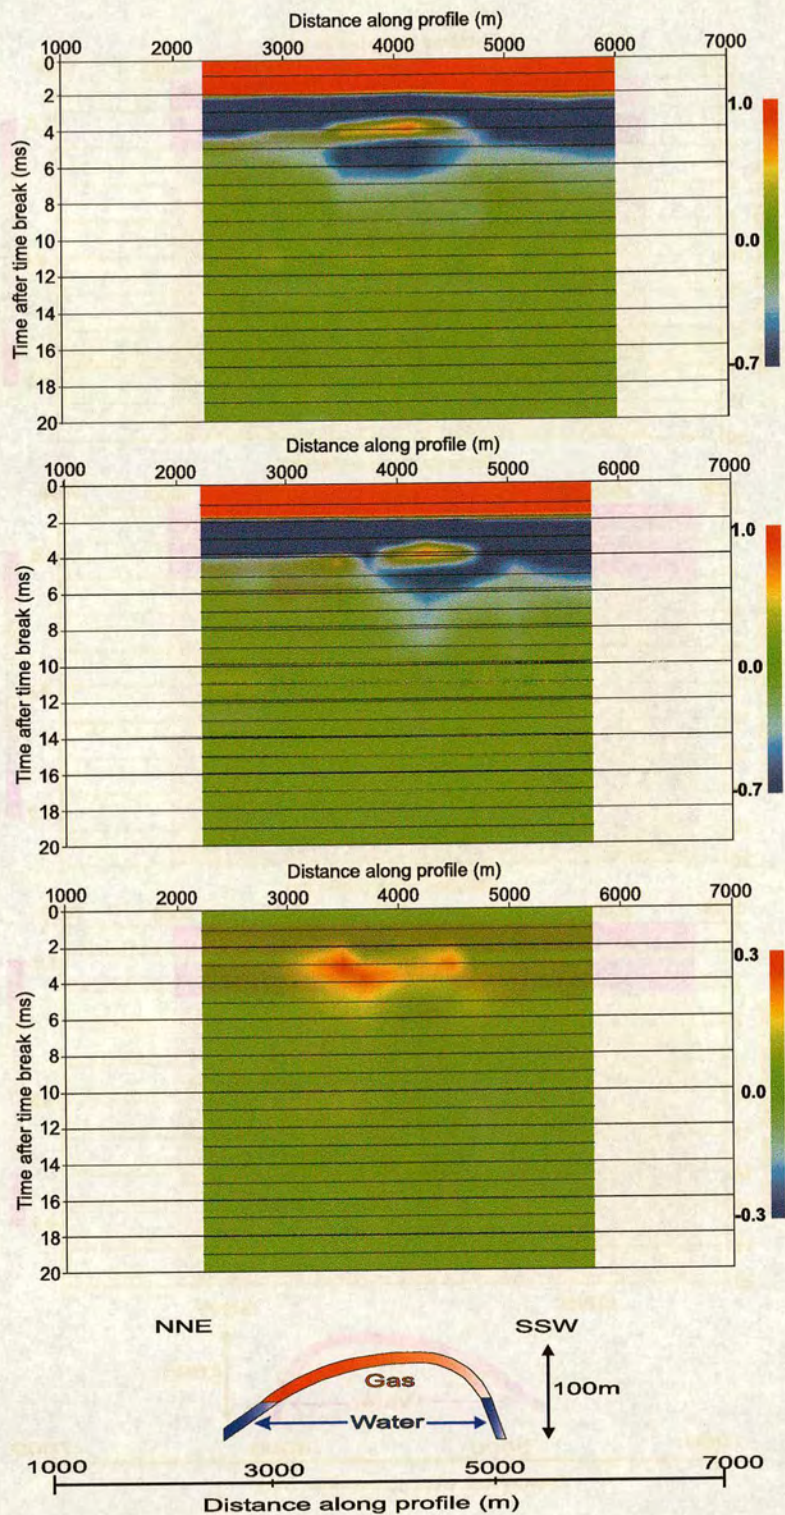 Distance along profile (m)
1000 2000 3000 4000 5000 6000 7000
Time after time break (ms)
0
2
4
6
8
10
12
14
16
18
20
1.0
0.0
-0.7
Distance along profile (m)
1000 2000 3000 4000 5000 6000 7000
Time after time break (ms)
0
2
4
6
8
10
12
14
16
18
20
1.0
0.0
-0.7
Distance along profile (m)
1000 2000 3000 4000 5000 6000 7000
Time after time break (ms)
0
2
4
6
8
10
12
14
16
18
20
0.3
0.0
-0.3
NNE SSW
Gas
Water
100m
1000 3000 5000 7000
Distance along profile (m)